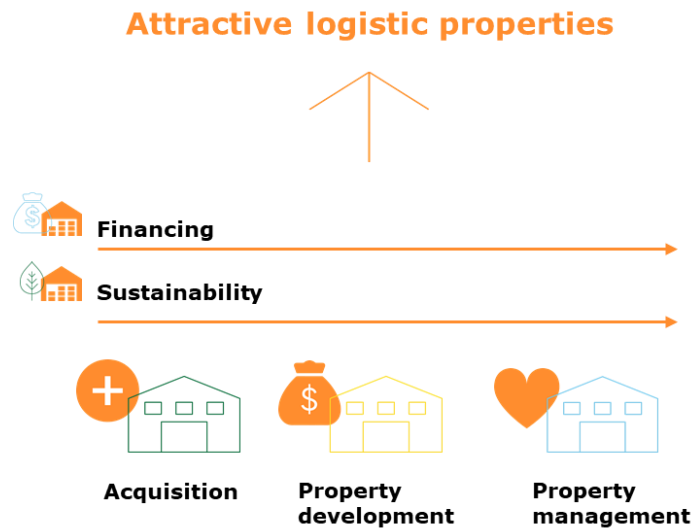 Attractive logistic properties
$
Financing
Sustainability
$
Acquisition
Property
development
Property
management